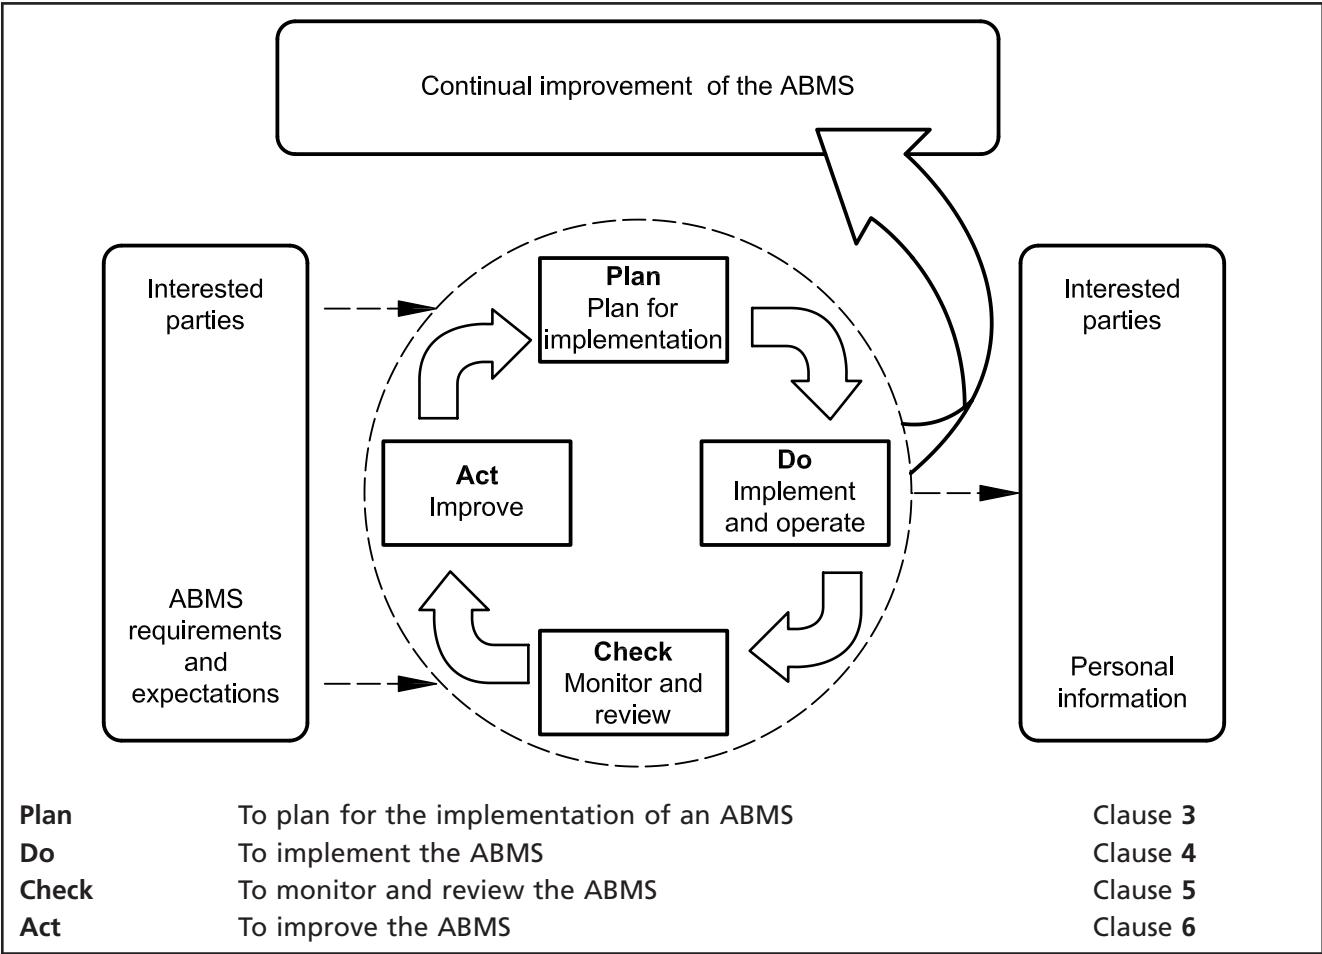 Continual improvement of the ABMS
Interested
parties
ABMS
requirements
and
expectations
Plan
Plan for
implementation
Do
Implement
and operate
Check
Monitor and
review
Act
Improve
Interested
parties
Personal
information
Plan To plan for the implementation of an ABMS Clause 3
Do To implement the ABMS Clause 4
Check To monitor and review the ABMS Clause 5
Act To improve the ABMS Clause 6